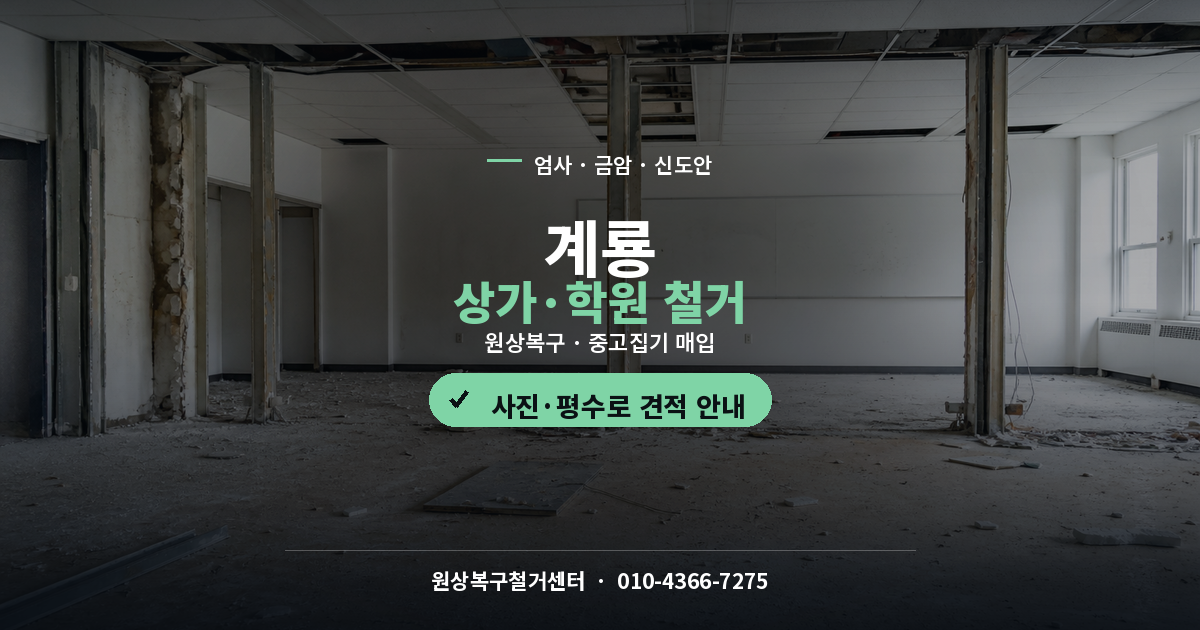 엄사 · 금암 · 신도안
계룡
상가·학원 철거
원상복구 · 중고집기 매입
사진·평수로 견적 안내
원상복구철거센터 · 010-4366-7275